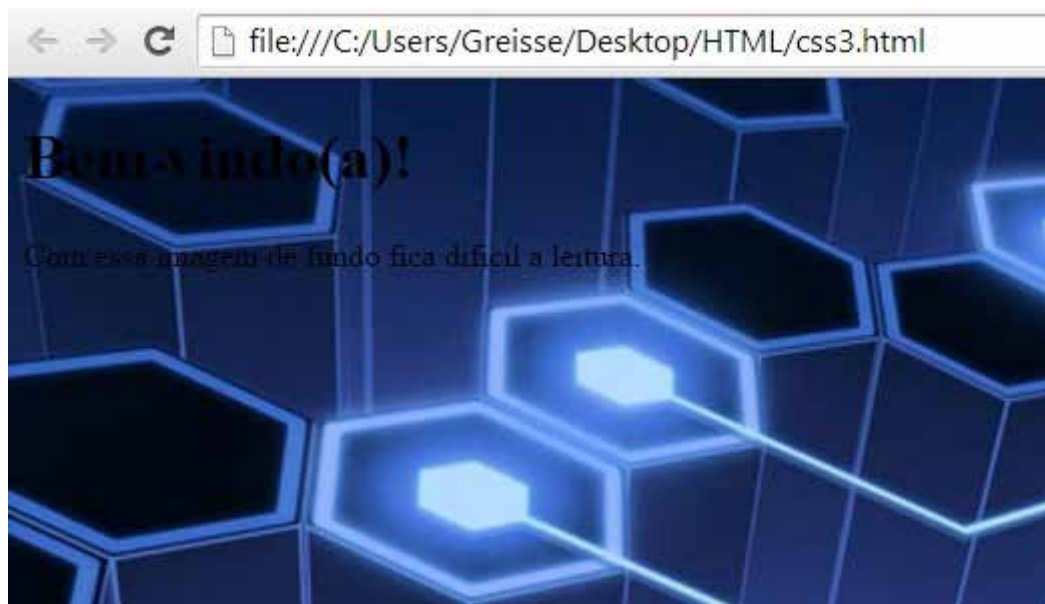 file:///C:/Users/Greisse/Desktop/HTML/css3.html
Bem-vindo(a)!
Com essa imagem de fundo fica difícil a leitura.